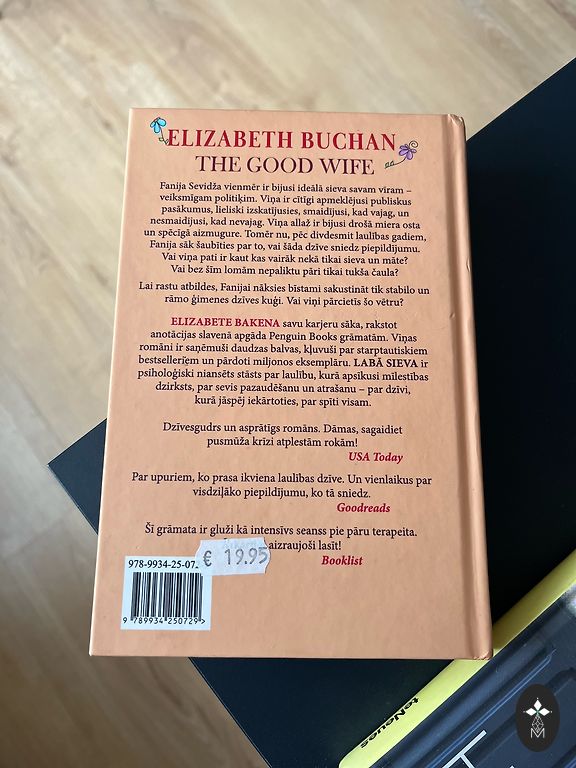 ELIZABETH BUCHAN
THE GOOD WIFE
Fanija Sevidža vienmēr ir bijusi ideālā sieva savam vīram –
veiksmīgam politiķim. Viņa ir cītīgi apmeklējusi publiskus
pasākumus, lieliski izskatījusies, smaidījusi, kad vajag, un
nesmaidījusi, kad nevajag. Viņa allaž ir bijusi drošā miera osta
un spēcīgā aizmugure. Tomēr nu, pēc divdesmit laulības gadiem,
Fanija sāk šaubīties par to, vai šāda dzīve sniedz piepildījumu.
Vai viņa pati ir kaut kas vairāk nekā tikai sieva un māte?
Vai bez šīm lomām nepaliktu pāri tikai tukša čaula?
Lai rastu atbildes, Fanijai nāksies bīstami sakustināt tik stabilo un
rāmo ģimenes dzīves kuģi. Vai viņi pārcietīs šo vētru?
ELIZABETE BAKENA savu karjeru sāka, rakstot
anotācijas slavenā apgāda Penguin Books grāmatām. Viņas
romāni ir saņēmuši daudzas balvas, kļuvuši par starptautiskiem
bestselleriem un pārdoti miljonos eksemplāru. LABĀ SIEVA ir
psiholoģiski niansēts stāsts par laulību, kurā apsīkusi mīlestības
dzirksts, par sevis pazaudēšanu un atrašanu – par dzīvi,
kurā jāspēj iekārtoties, par spīti visam.
Dzīvesgudrs un asprātīgs romāns. Dāmas, sagaidiet
pusmūža krīzi atplestām rokām!
USA Today
Par upuriem, ko prasa ikviena laulības dzīve. Un vienlaikus par
visdziļāko piepildījumu, ko tā sniedz.
Goodreads
Šī grāmata ir gluži kā intensīvs seanss pie pāru terapeita.
aizraujoši lasīt!
Booklist
978-9934-25-07
€ 19.95
9 789934 250729 >
teNeues
M